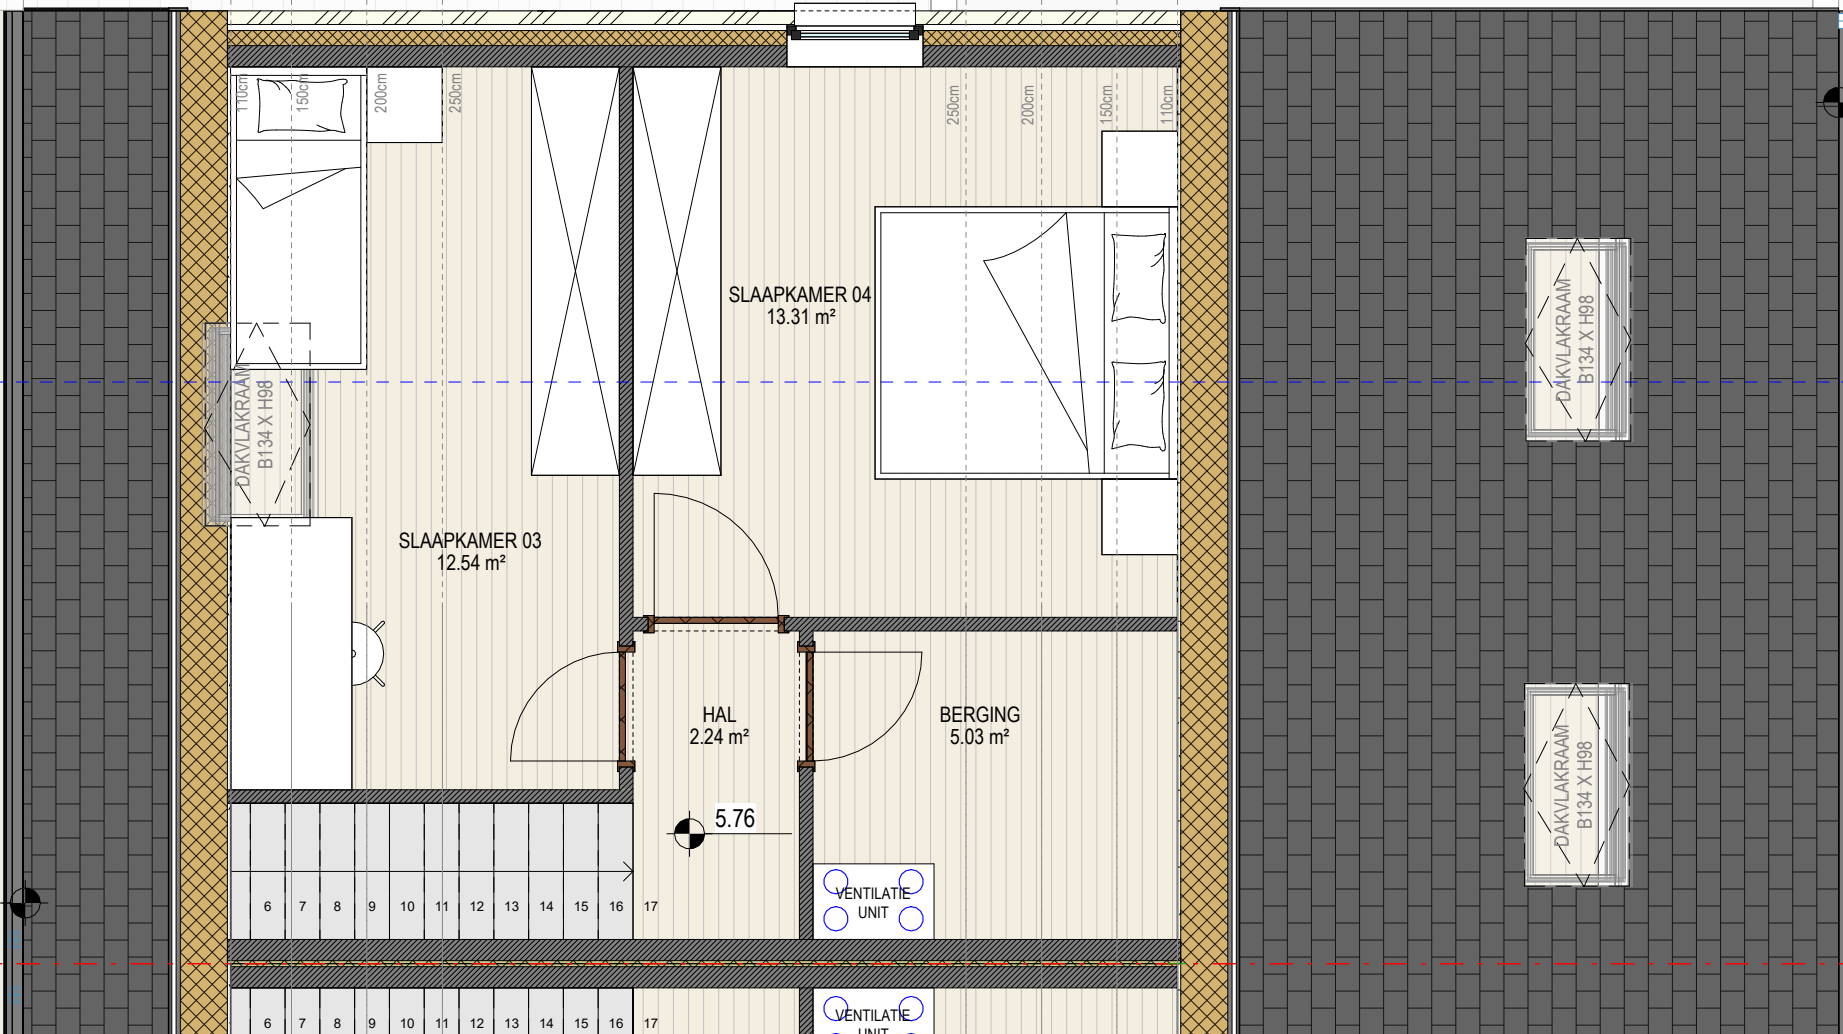 110cm
150cm
200cm
250cm
250cm
200cm
150cm
110cm
SLAAPKAMER 04
13.31 m²
DAKVLAKRAAM
B134 X H98
DAKVLAKRAAM
B134 X H98
SLAAPKAMER 03
12.54 m²
HAL
2.24 m²
BERGING
5.03 m²
DAKVLAKRAAM
B134 X H98
5.76
VENTILATIE
UNIT
6 7 8 9 10 11 12 13 14 15 16 17
VENTILATIE
UNIT
6 7 8 9 10 11 12 13 14 15 16 17